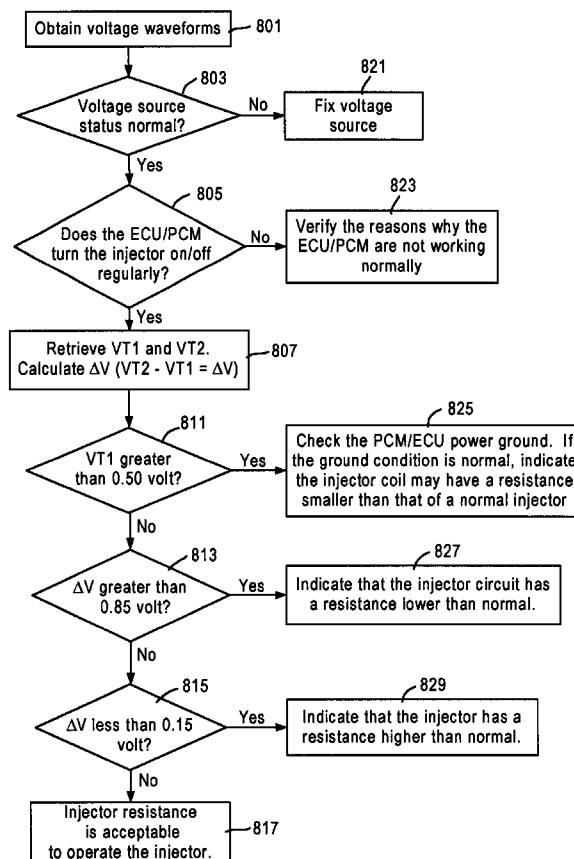 Obtain voltage waveforms
801
803
Voltage source
status normal?
No
821
Fix voltage
source
Yes
805
Does the ECU/PCM
turn the injector on/off
regularly?
No
823
Verify the reasons why the
ECU/PCM are not working
normally
Yes
Retrieve VT1 and VT2.
Calculate ΔV (VT2 - VT1 = ΔV)
807
811
VT1 greater
than 0.50 volt?
Yes
825
Check the PCM/ECU power ground. If
the ground condition is normal, indicate
the injector coil may have a resistance
smaller than that of a normal injector
No
813
ΔV greater than
0.85 volt?
Yes
827
Indicate that the injector circuit has
a resistance lower than normal.
No
815
ΔV less than 0.15
volt?
Yes
829
Indicate that the injector has a
resistance higher than normal.
No
Injector resistance
is acceptable
to operate the injector.
817